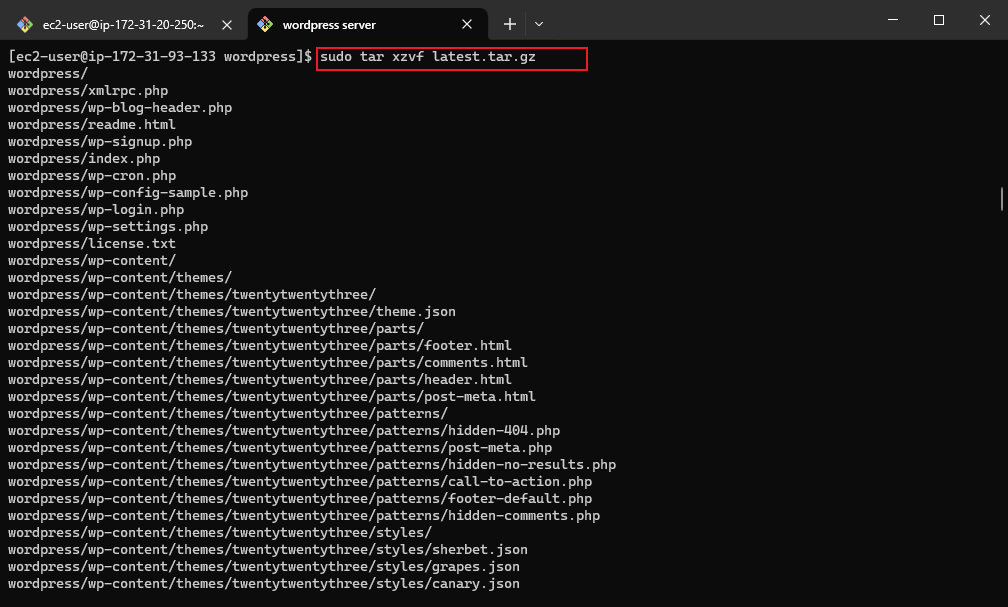 ec2-user@ip-172-31-20-250:~
wordpress server
[ec2-user@ip-172-31-93-133 wordpress]$ sudo tar xzvf latest.tar.gz
wordpress/
wordpress/xmlrpc.php
wordpress/wp-blog-header.php
wordpress/readme.html
wordpress/wp-signup.php
wordpress/index.php
wordpress/wp-cron.php
wordpress/wp-config-sample.php
wordpress/wp-login.php
wordpress/wp-settings.php
wordpress/license.txt
wordpress/wp-content/
wordpress/wp-content/themes/
wordpress/wp-content/themes/twentytwentythree/
wordpress/wp-content/themes/twentytwentythree/theme.json
wordpress/wp-content/themes/twentytwentythree/parts/
wordpress/wp-content/themes/twentytwentythree/parts/footer.html
wordpress/wp-content/themes/twentytwentythree/parts/comments.html
wordpress/wp-content/themes/twentytwentythree/parts/header.html
wordpress/wp-content/themes/twentytwentythree/parts/post-meta.html
wordpress/wp-content/themes/twentytwentythree/patterns/
wordpress/wp-content/themes/twentytwentythree/patterns/hidden-404.php
wordpress/wp-content/themes/twentytwentythree/patterns/post-meta.php
wordpress/wp-content/themes/twentytwentythree/patterns/hidden-no-results.php
wordpress/wp-content/themes/twentytwentythree/patterns/call-to-action.php
wordpress/wp-content/themes/twentytwentythree/patterns/footer-default.php
wordpress/wp-content/themes/twentytwentythree/patterns/hidden-comments.php
wordpress/wp-content/themes/twentytwentythree/styles/
wordpress/wp-content/themes/twentytwentythree/styles/sherbet.json
wordpress/wp-content/themes/twentytwentythree/styles/grapes.json
wordpress/wp-content/themes/twentytwentythree/styles/canary.json